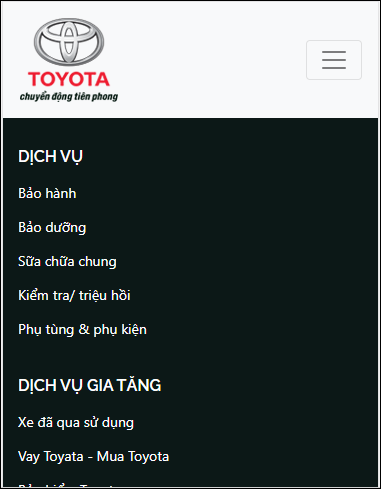 TOYOTA
chuyển động tiên phong
DỊCH VỤ
Bảo hành
Bảo dưỡng
Sữa chữa chung
Kiểm tra/ triệu hồi
Phụ tùng & phụ kiện
DỊCH VỤ GIA TĂNG
Xe đã qua sử dụng
Vay Toyata - Mua Toyota